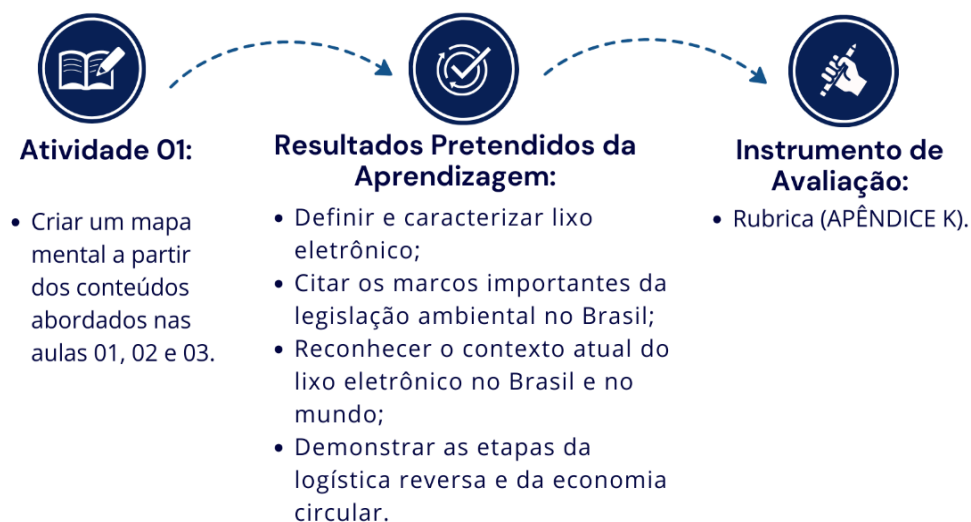 Atividade 01:
• Criar um mapa
mental a partir
dos conteúdos
abordados nas
aulas 01, 02 e 03.
Resultados Pretendidos da
Aprendizagem:
• Definir e caracterizar lixo
eletrônico;
• Citar os marcos importantes da
legislação ambiental no Brasil;
• Reconhecer o contexto atual do
lixo eletrônico no Brasil e no
mundo;
• Demonstrar as etapas da
logística reversa e da economia
circular.
Instrumento de
Avaliação:
• Rubrica (APÊNDICE K).